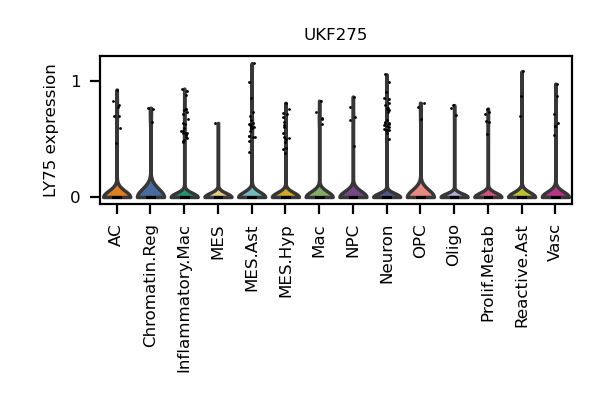 UKF275
LY75 expression
1
0
AC
Chromatin.Reg
Inflammatory.Mac
MES
MES.Ast
MES.Hyp
Mac
NPC
Neuron
OPC
Oligo
Prolif.Metab
Reactive.Ast
Vasc